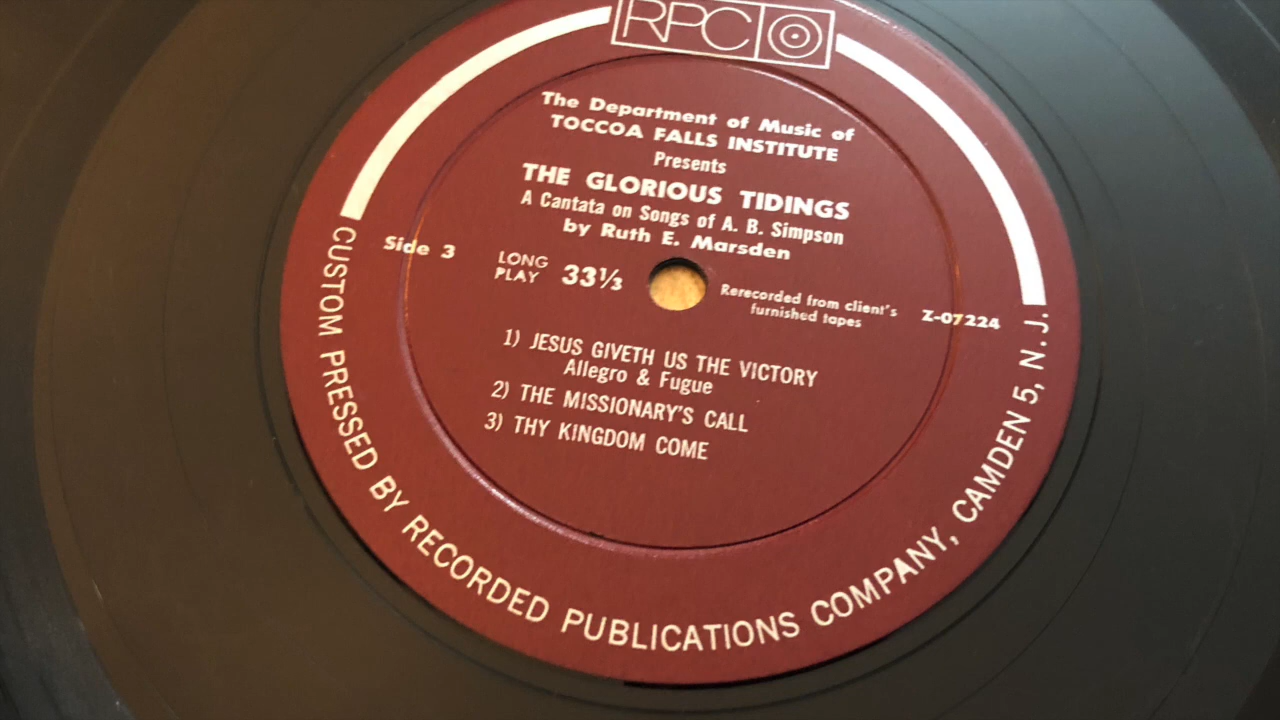 RPC
The Department of Music of
TOCCOA FALLS INSTITUTE
Presents
THE GLORIOUS TIDINGS
A Cantata on Songs of A. B. Simpson
by Ruth E. Marsden
Side 3
LONG
PLAY 33⅓
Rerecorded from client's
furnished tapes
Z-07224
1) JESUS GIVETH US THE VICTORY
Allegro & Fugue
2) THE MISSIONARY'S CALL
3) THY KINGDOM COME
CUSTOM PRESSED BY RECORDED PUBLICATIONS COMPANY, CAMDEN 5, N. J.